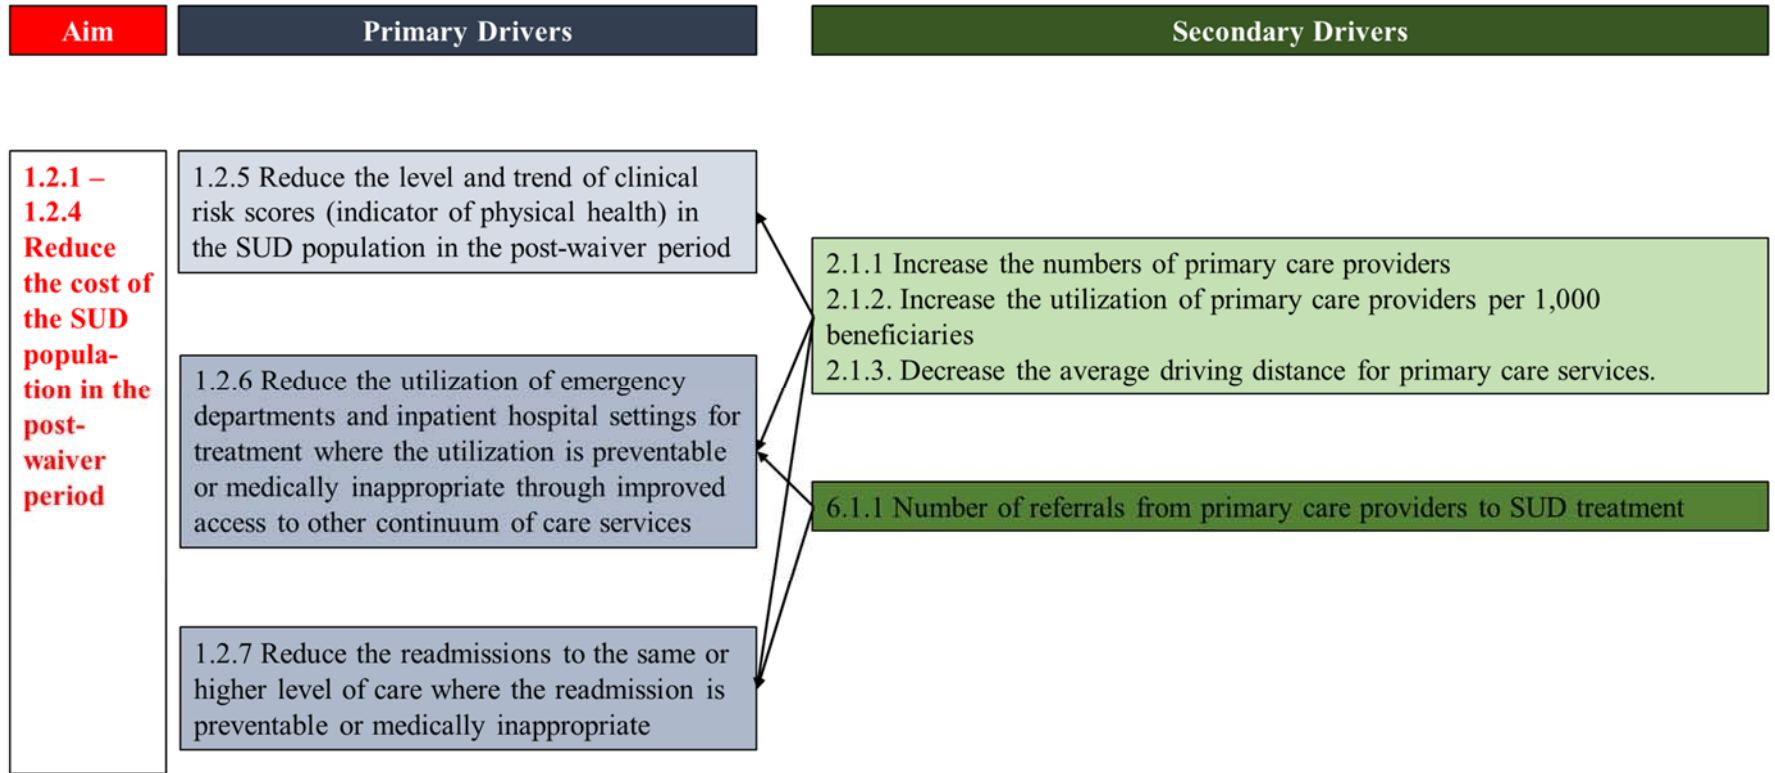 Aim
Primary Drivers
Secondary Drivers
1.2.1 –
1.2.4
Reduce
the cost of
the SUD
popula-
tion in the
post-
waiver
period
1.2.5 Reduce the level and trend of clinical
risk scores (indicator of physical health) in
the SUD population in the post-waiver period
1.2.6 Reduce the utilization of emergency
departments and inpatient hospital settings for
treatment where the utilization is preventable
or medically inappropriate through improved
access to other continuum of care services
1.2.7 Reduce the readmissions to the same or
higher level of care where the readmission is
preventable or medically inappropriate
2.1.1 Increase the numbers of primary care providers
2.1.2. Increase the utilization of primary care providers per 1,000
beneficiaries
2.1.3. Decrease the average driving distance for primary care services.
6.1.1 Number of referrals from primary care providers to SUD treatment